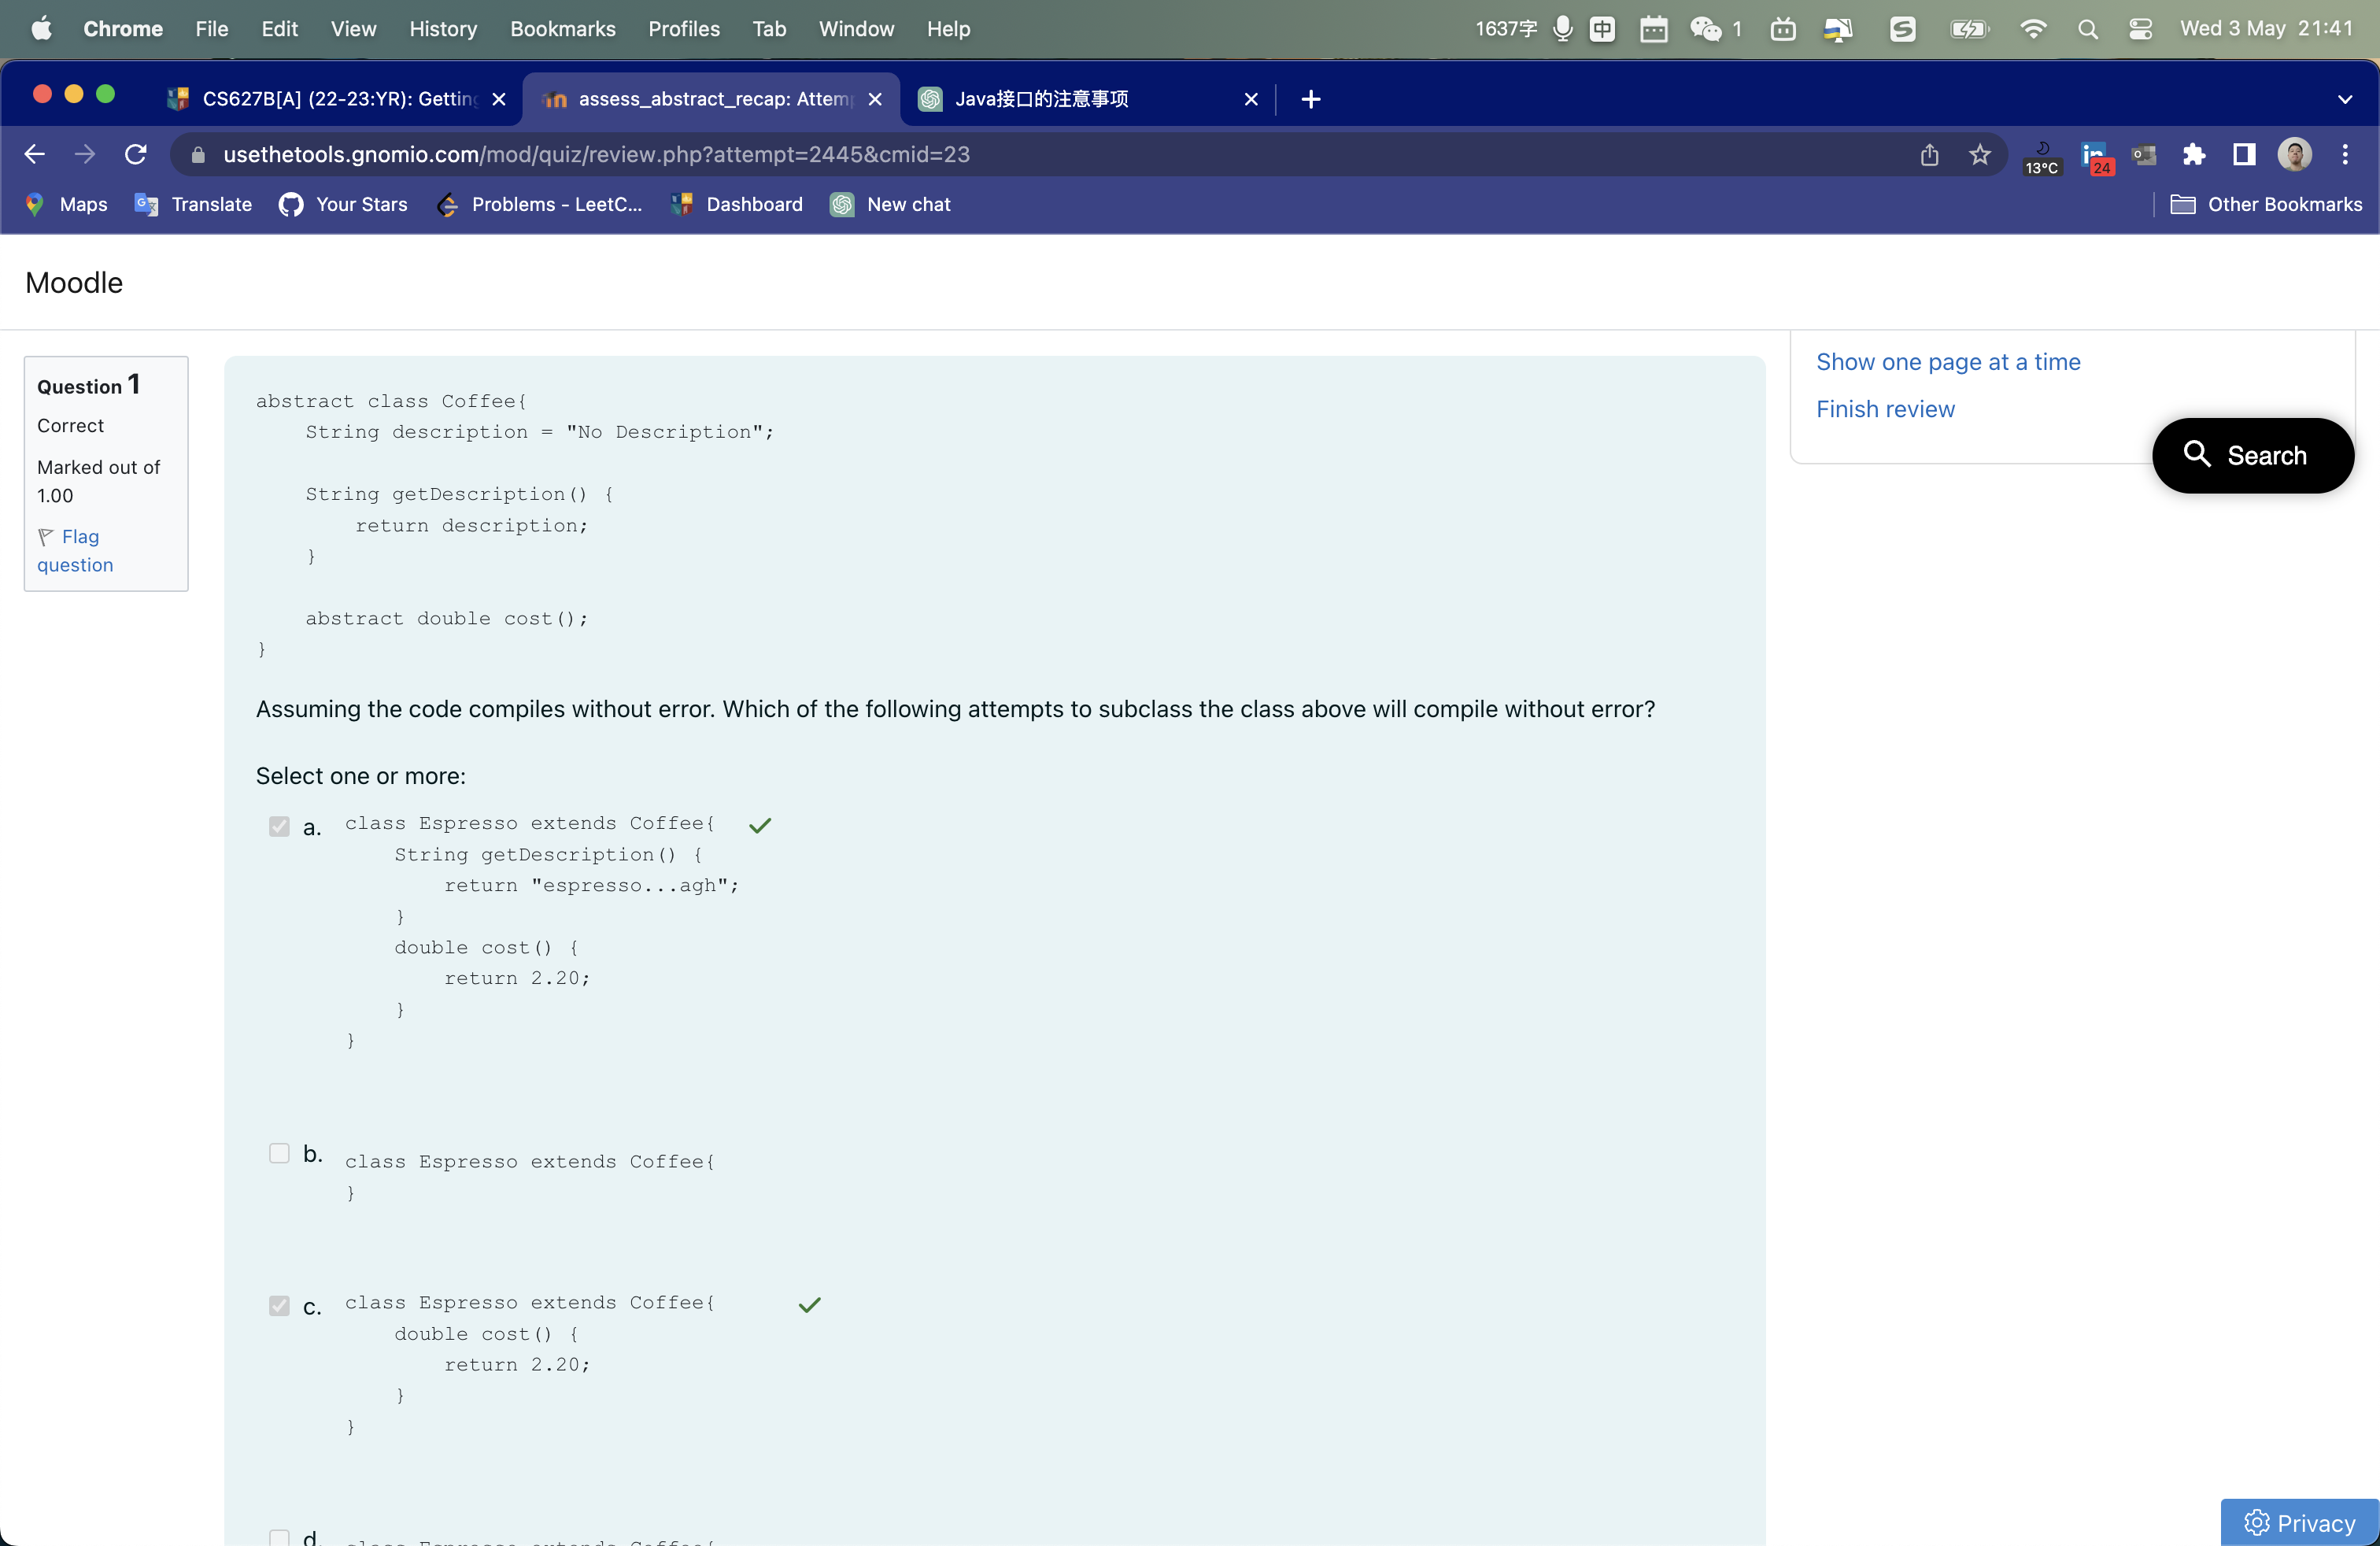 Chrome File Edit View History Bookmarks Profiles Tab Window Help 1637字 中 1 Wed 3 May 21:41
CS627B[A] (22-23:YR): Getting assess_abstract_recap: Attem Java接口的注意事项
usethetools.gnomio.com/mod/quiz/review.php?attempt=2445&cmid=23 13°C in 24
Maps Translate Your Stars Problems - LeetC... Dashboard New chat Other Bookmarks
Moodle
Question 1
Correct
Marked out of
1.00
Flag
question
abstract class Coffee{
    String description = "No Description";
    String getDescription() {
        return description;
    }
    abstract double cost();
}
Assuming the code compiles without error. Which of the following attempts to subclass the class above will compile without error?
Select one or more:
a. class Espresso extends Coffee{
    String getDescription() {
        return "espresso...agh";
    }
    double cost() {
        return 2.20;
    }
}
b. class Espresso extends Coffee{
}
c. class Espresso extends Coffee{
    double cost() {
        return 2.20;
    }
}
d. class Espresso extends Coffee{
Show one page at a time
Finish review
Search
Privacy